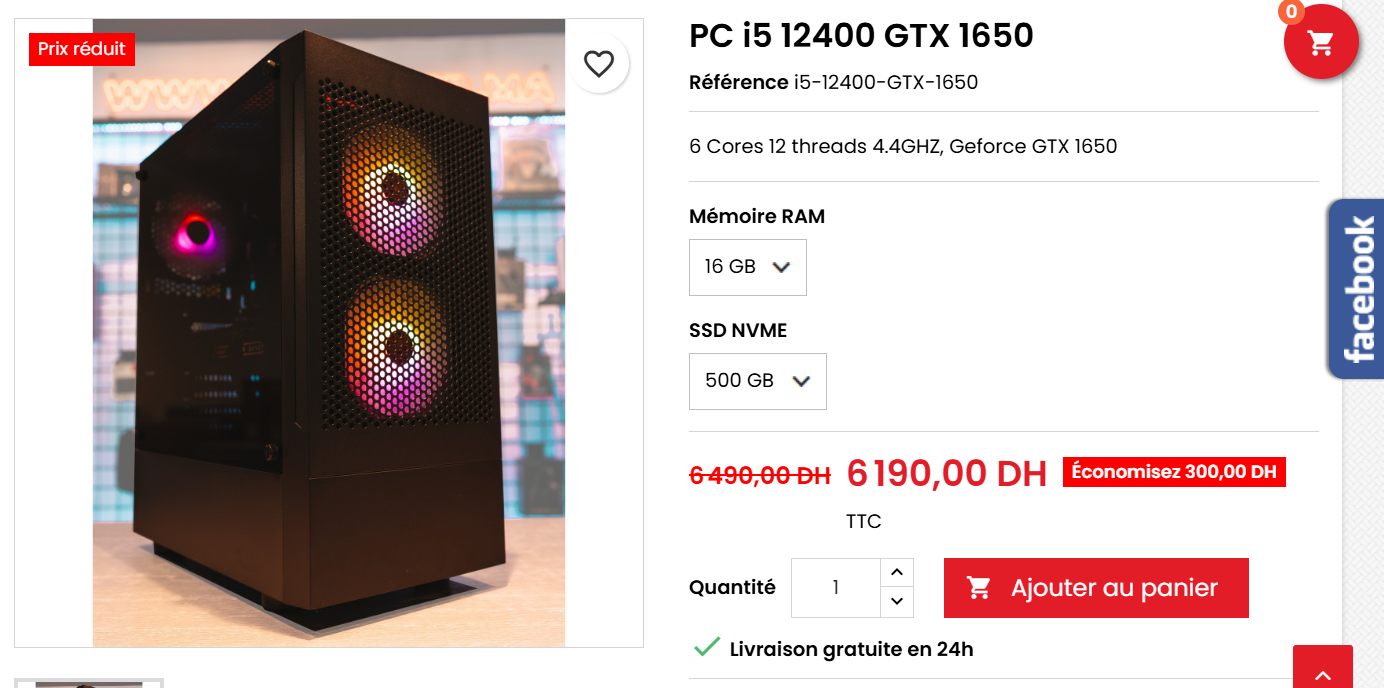 Prix réduit
WWW
.MA
PC i5 12400 GTX 1650
0
Référence i5-12400-GTX-1650
6 Cores 12 threads 4.4GHZ, Geforce GTX 1650
Mémoire RAM
16 GB
SSD NVME
500 GB
facebook
6 490,00 DH 6 190,00 DH Économisez 300,00 DH
TTC
Quantité 1 Ajouter au panier
Livraison gratuite en 24h